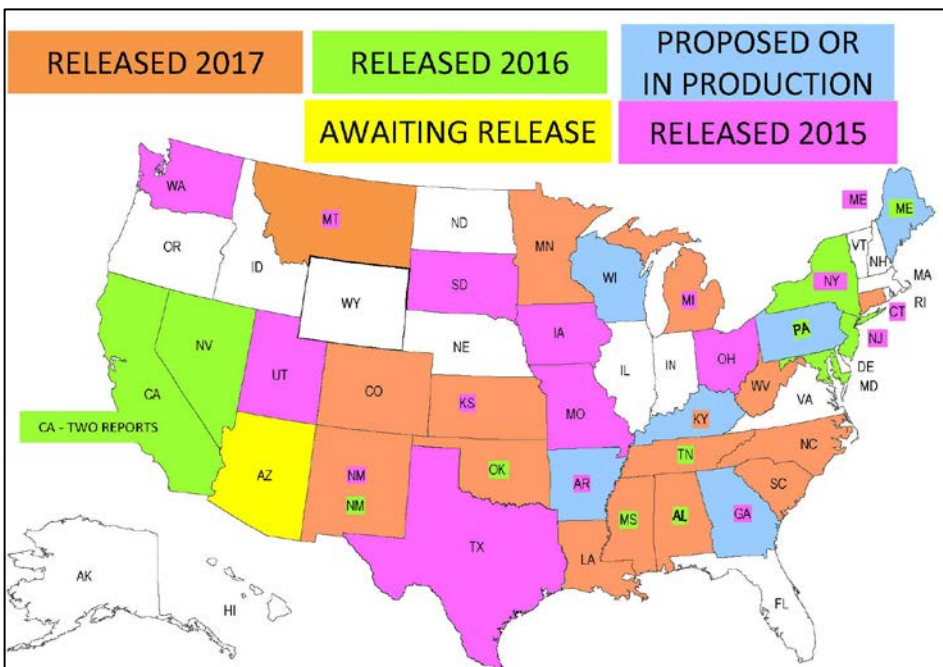 RELEASED 2017
RELEASED 2016
PROPOSED OR
IN PRODUCTION
AWAITING RELEASE
RELEASED 2015
WA
MT
ND
MN
ME
ME
OR
ID
WY
SD
WI
MI
NY
VT
NH
MA
RI
CT
NJ
NV
UT
CO
NE
IA
IL
IN
OH
PA
DE
MD
CA
KS
MO
WV
VA
KY
CA - TWO REPORTS
AZ
NM
NM
OK
AR
TN
NC
SC
MS
AL
GA
TX
LA
FL
AK
HI